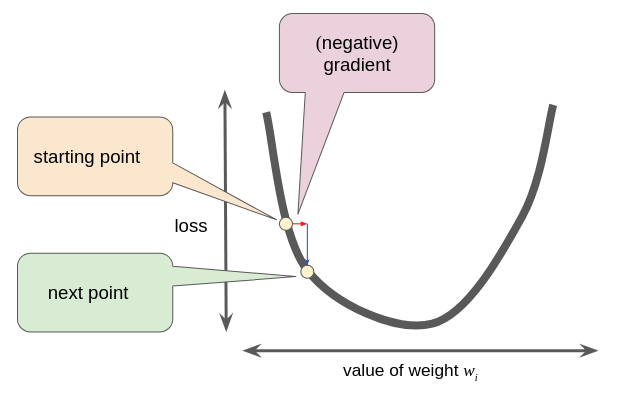 (negative)
gradient
starting point
loss
next point
value of weight wᵢ